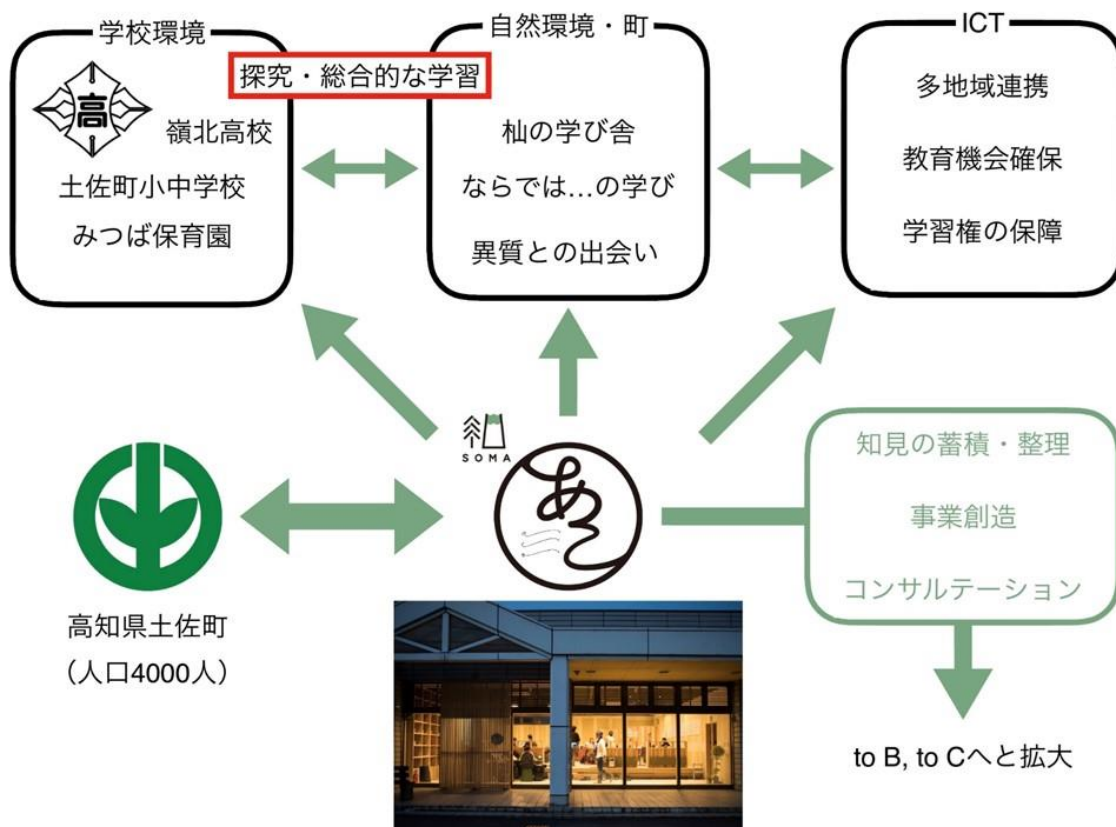 学校環境
探究・総合的な学習
高
嶺北高校
土佐町小中学校
みつば保育園
自然環境・町
杣の学び舎
ならでは…の学び
異質との出会い
ICT
多地域連携
教育機会確保
学習権の保障
SOMA
あそ
知見の蓄積・整理
事業創造
コンサルテーション
高知県土佐町
（人口4000人）
to B, to Cへと拡大